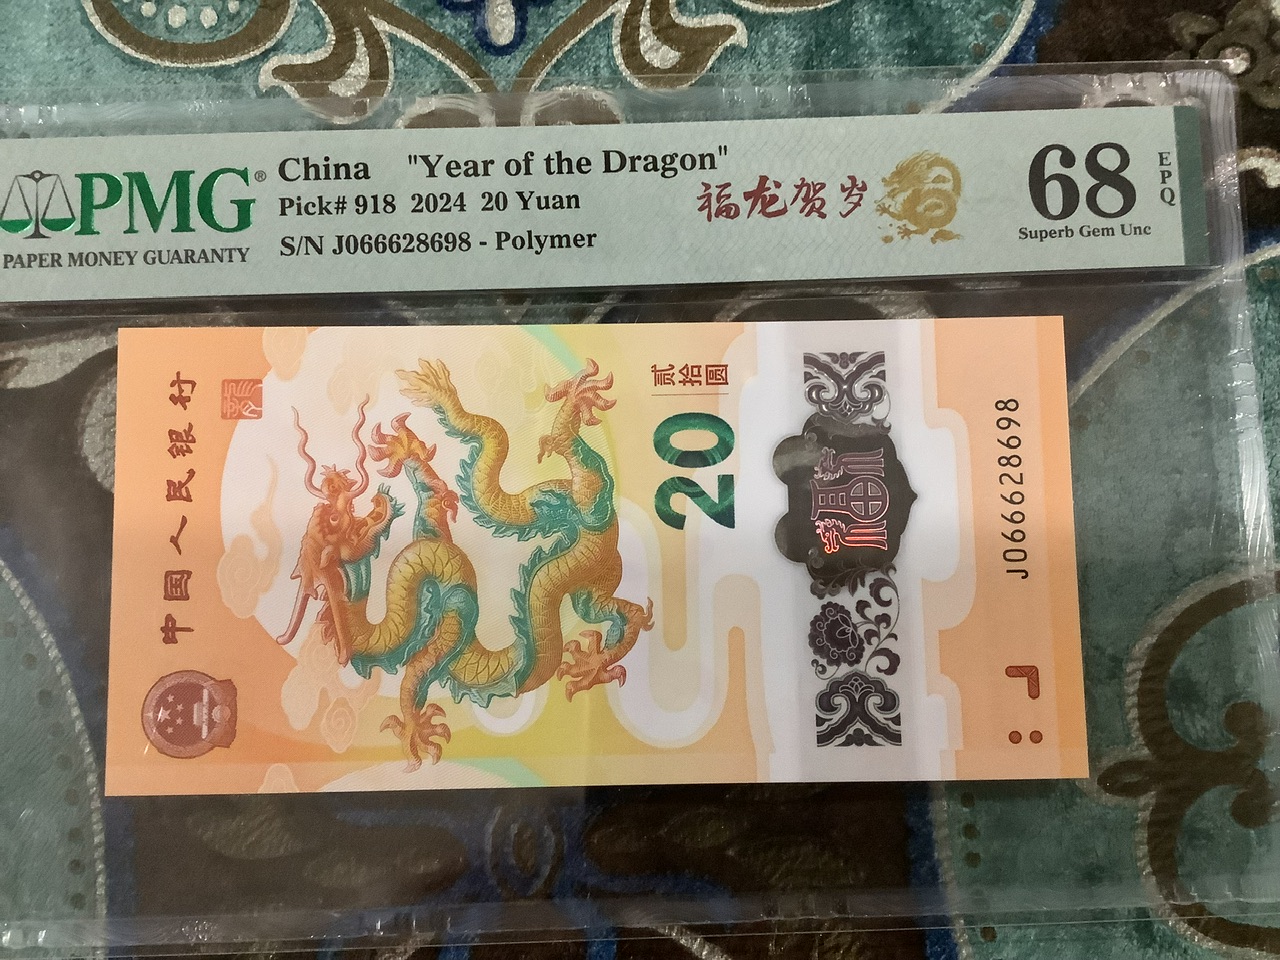 PMG®
PAPER MONEY GUARANTY
China "Year of the Dragon"
Pick# 918 2024 20 Yuan
S/N J066628698 - Polymer
福龙贺岁
68
EPQ
Superb Gem Unc
中国人民银行
贰拾圆
20
J066628698